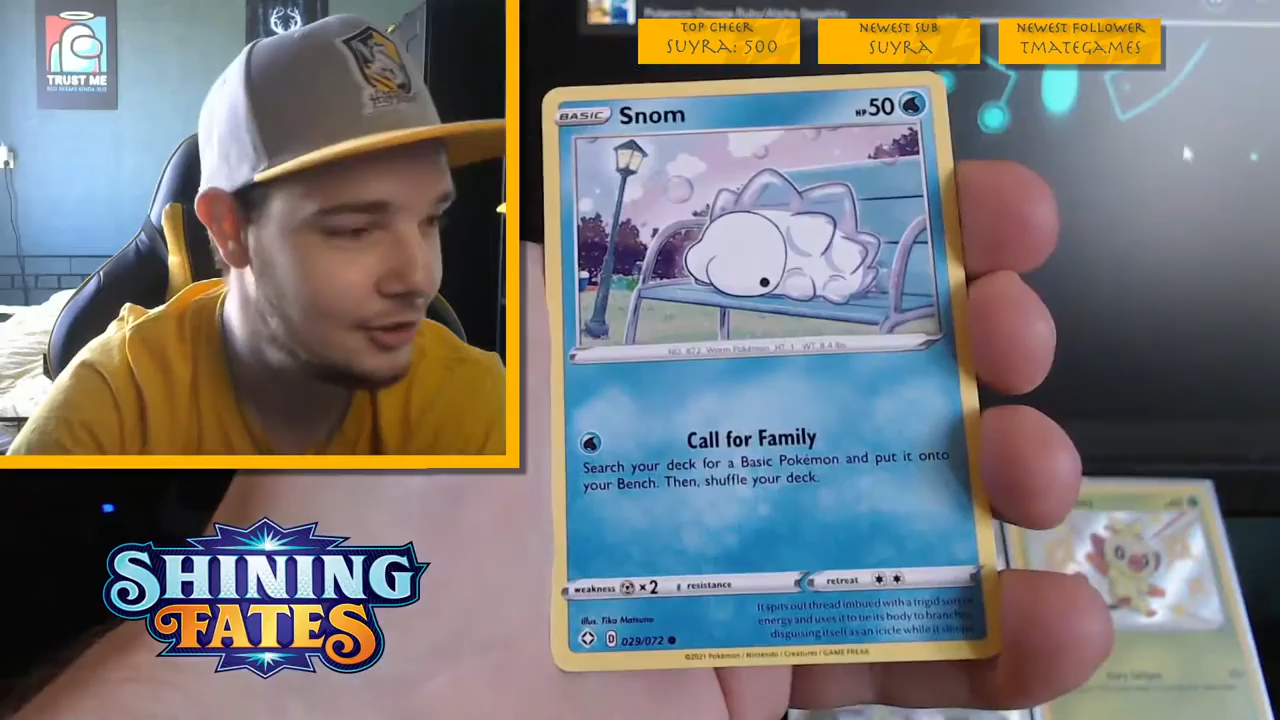 TRUST ME
TOP CHEER
SUYRA: 500
NEWEST SUB
SUYRA
NEWEST FOLLOWER
TMATEGAMES
BASIC Snom HP 50
NO. 872 Worm Pokémon HT: 1 WT: 8.4 lbs
Call for Family
Search your deck for a Basic Pokémon and put it onto
your Bench. Then, shuffle your deck.
weakness ×2 resistance retreat
It spits out thread imbued with a frigid sort of
energy and uses it to tie its body to branches,
disguising itself as an icicle while it sleeps.
Illus. Tika Matsuno
D 029/072
©2021 Pokémon / Nintendo / Creatures / GAME FREAK
SHINING
FATES